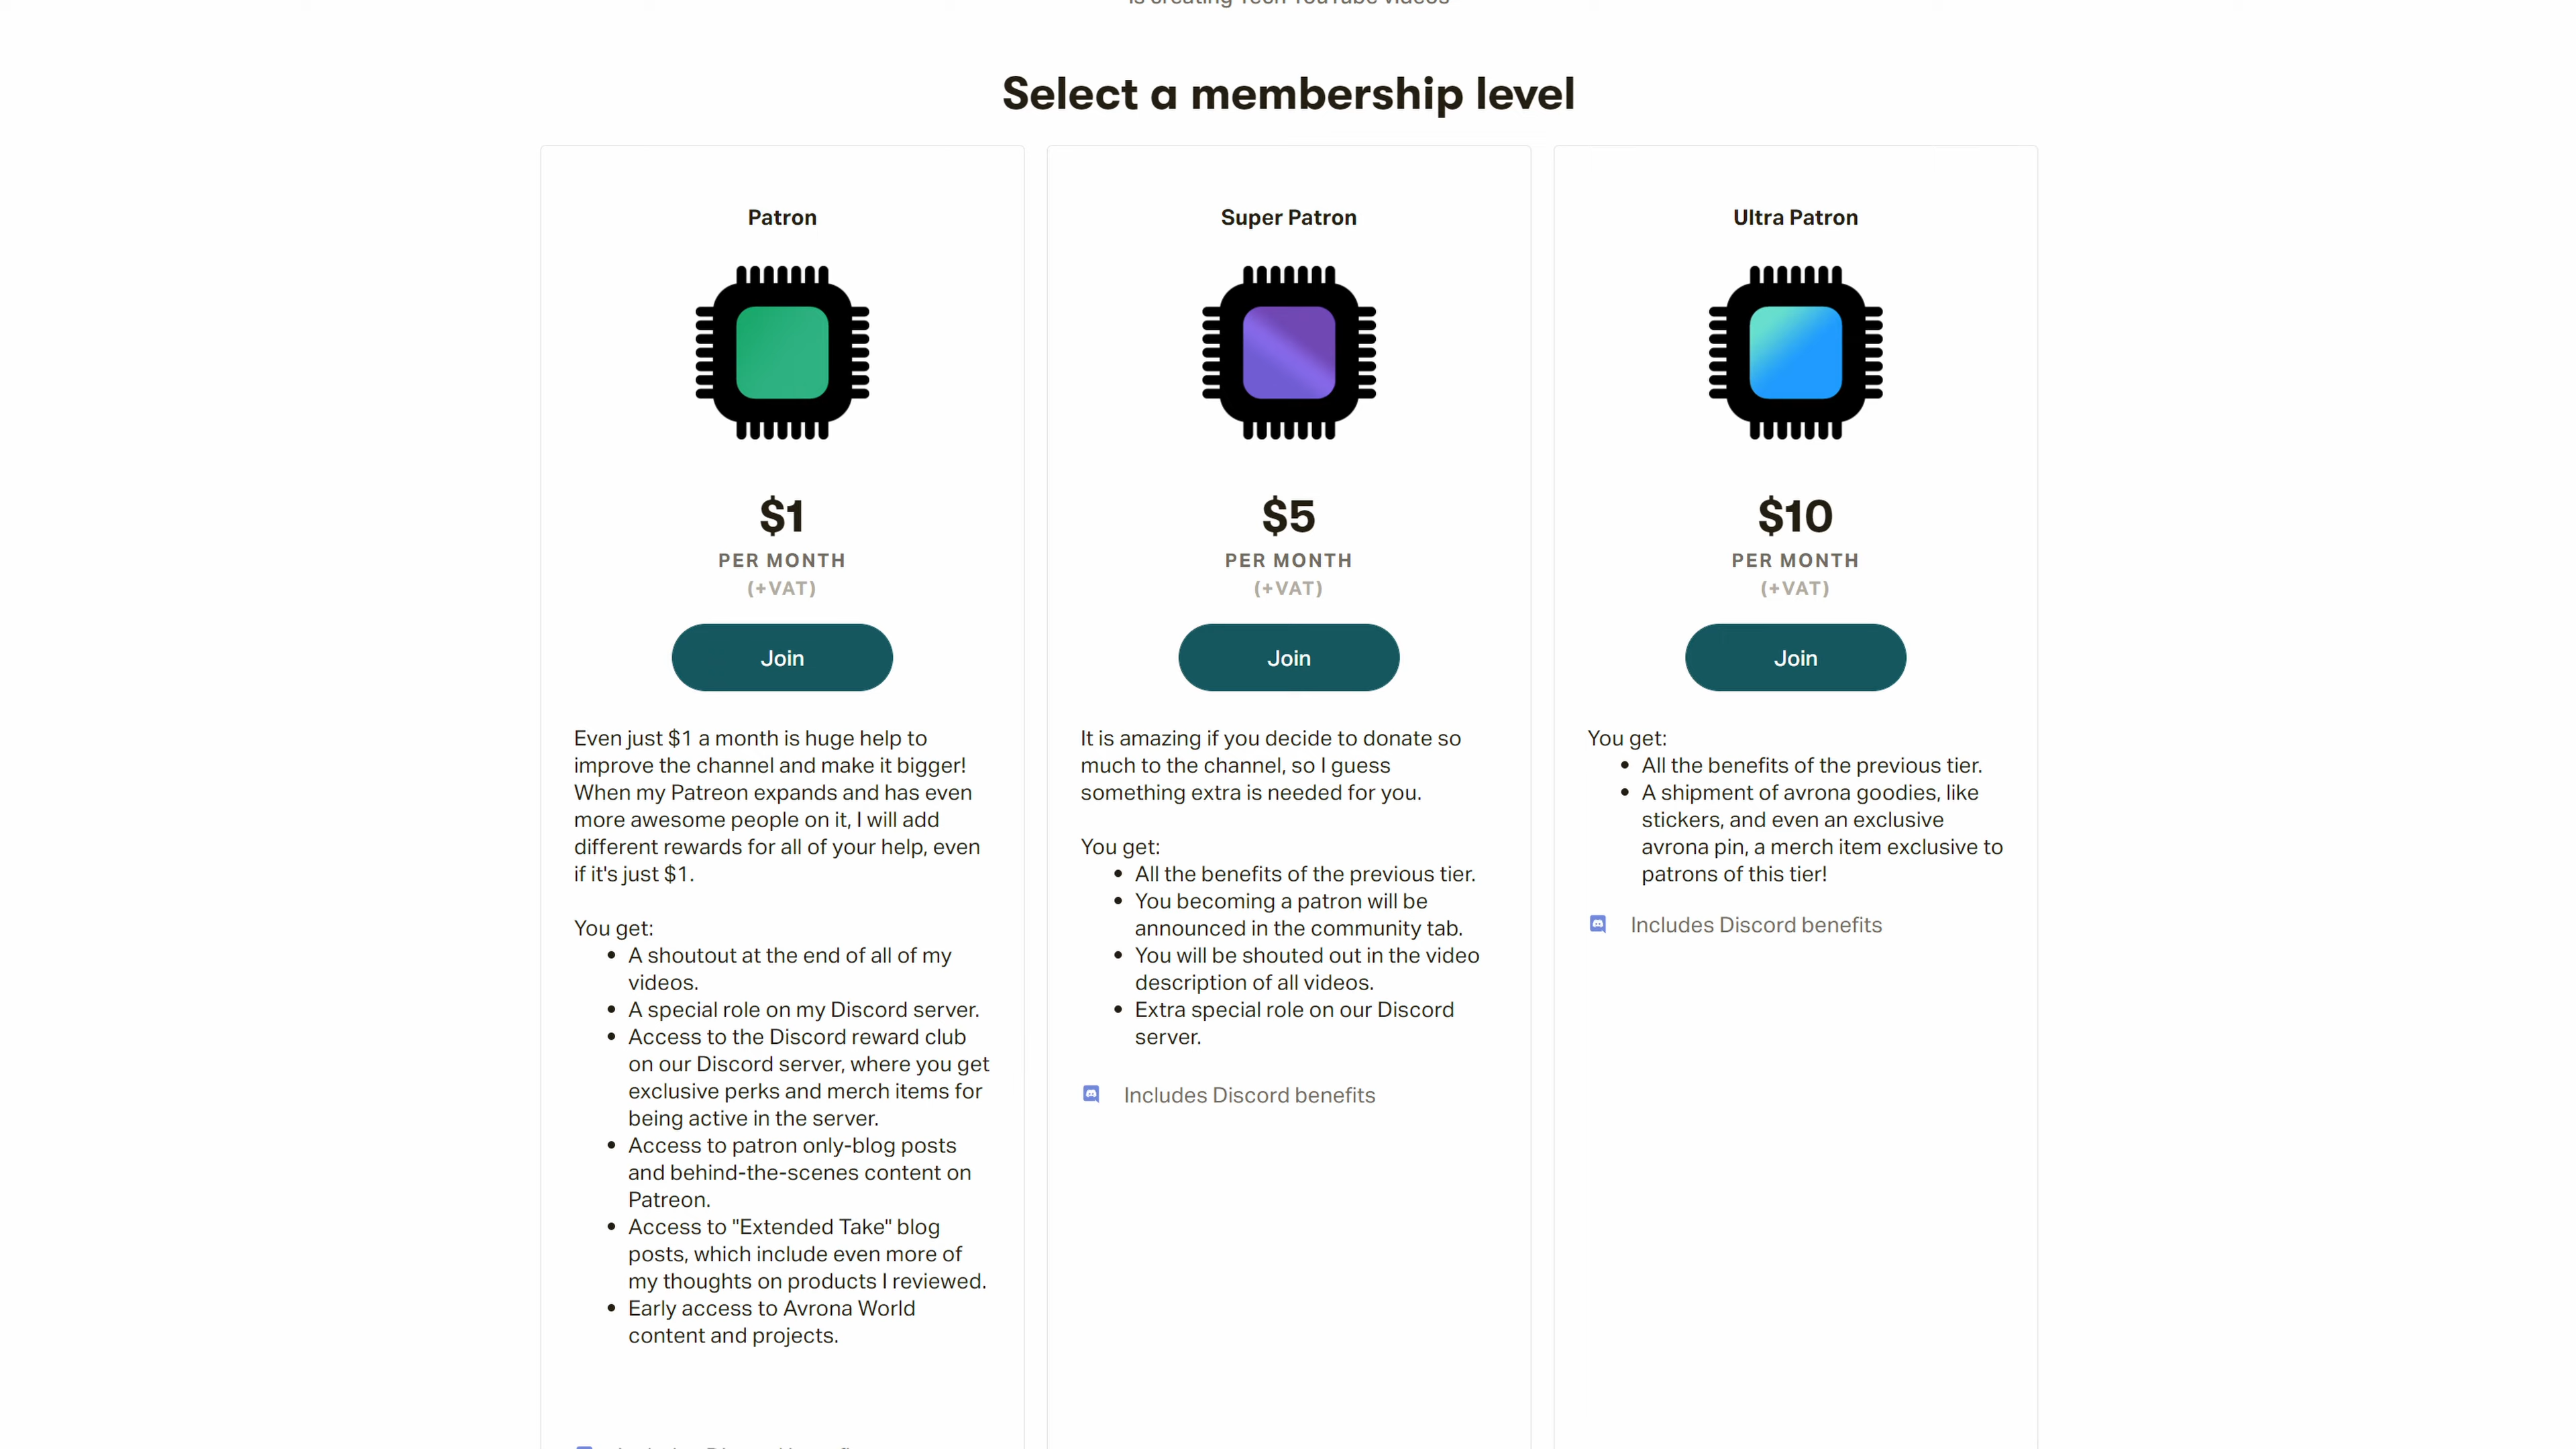 is creating Tech YouTube videos
Select a membership level
Patron
$1
PER MONTH
(+VAT)
Join
Even just $1 a month is huge help to
improve the channel and make it bigger!
When my Patreon expands and has even
more awesome people on it, I will add
different rewards for all of your help, even
if it's just $1.
You get:
• A shoutout at the end of all of my
videos.
• A special role on my Discord server.
• Access to the Discord reward club
on our Discord server, where you get
exclusive perks and merch items for
being active in the server.
• Access to patron only-blog posts
and behind-the-scenes content on
Patreon.
• Access to "Extended Take" blog
posts, which include even more of
my thoughts on products I reviewed.
• Early access to Avrona World
content and projects.
Super Patron
$5
PER MONTH
(+VAT)
Join
It is amazing if you decide to donate so
much to the channel, so I guess
something extra is needed for you.
You get:
• All the benefits of the previous tier.
• You becoming a patron will be
announced in the community tab.
• You will be shouted out in the video
description of all videos.
• Extra special role on our Discord
server.
Includes Discord benefits
Ultra Patron
$10
PER MONTH
(+VAT)
Join
You get:
• All the benefits of the previous tier.
• A shipment of avrona goodies, like
stickers, and even an exclusive
avrona pin, a merch item exclusive to
patrons of this tier!
Includes Discord benefits